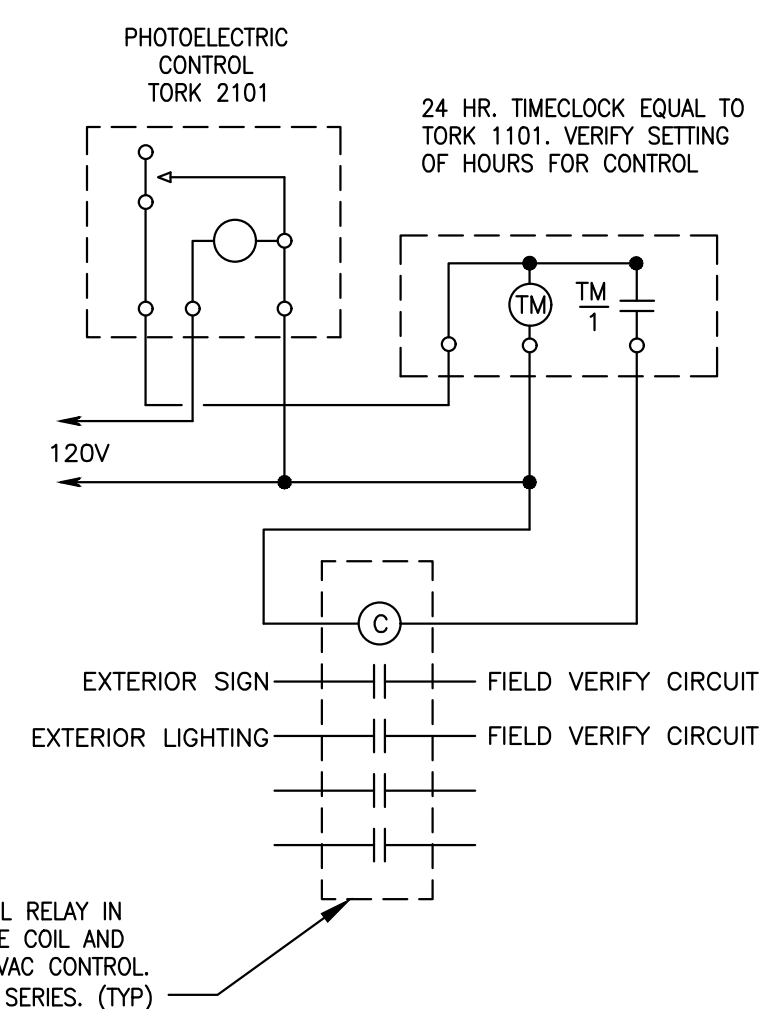 PHOTOELECTRIC
CONTROL
TORK 2101
24 HR. TIMECLOCK EQUAL TO
TORK 1101. VERIFY SETTING
OF HOURS FOR CONTROL
TM
TM
1
120V
C
EXTERIOR SIGN
FIELD VERIFY CIRCUIT
EXTERIOR LIGHTING
FIELD VERIFY CIRCUIT
L RELAY IN
E COIL AND
VAC CONTROL.
SERIES. (TYP)